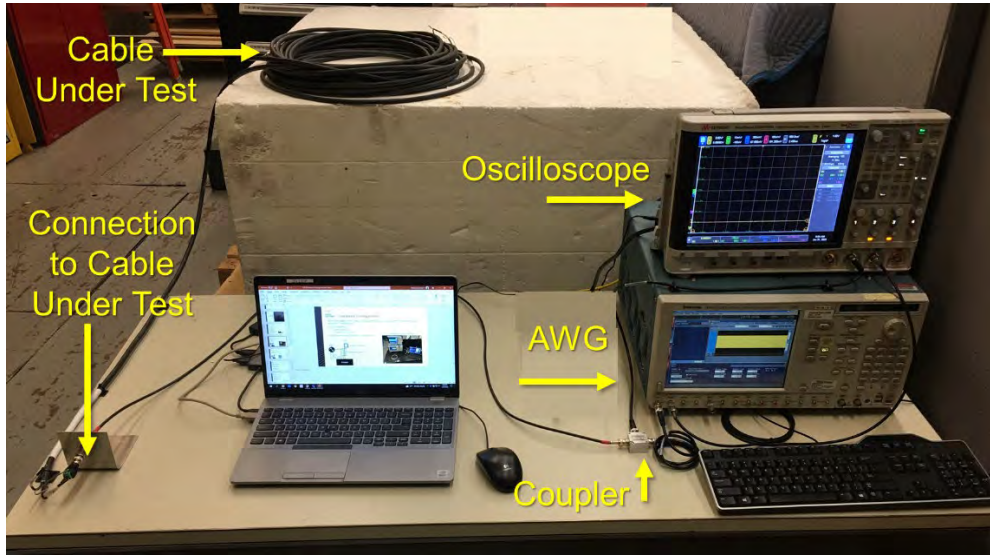 Cable
Under Test
Oscilloscope
Connection
to Cable
Under Test
AWG
Coupler